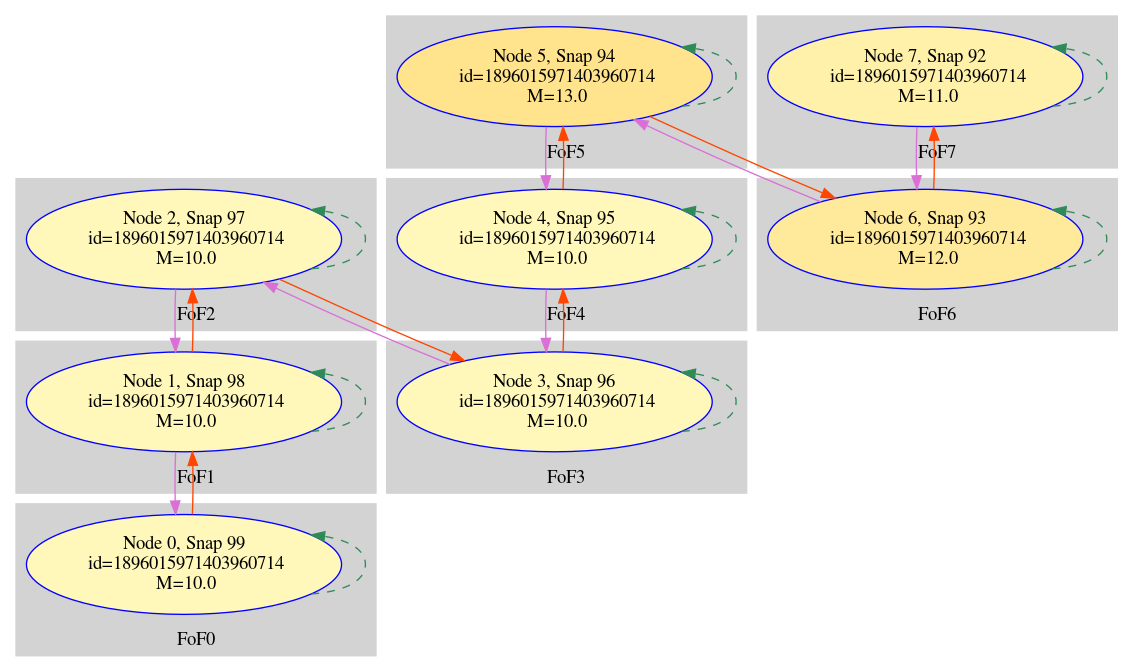 Node 5, Snap 94
id=1896015971403960714
M=13.0
FoF5
Node 7, Snap 92
id=1896015971403960714
M=11.0
FoF7
Node 2, Snap 97
id=1896015971403960714
M=10.0
FoF2
Node 4, Snap 95
id=1896015971403960714
M=10.0
FoF4
Node 6, Snap 93
id=1896015971403960714
M=12.0
FoF6
Node 1, Snap 98
id=1896015971403960714
M=10.0
FoF1
Node 3, Snap 96
id=1896015971403960714
M=10.0
FoF3
Node 0, Snap 99
id=1896015971403960714
M=10.0
FoF0